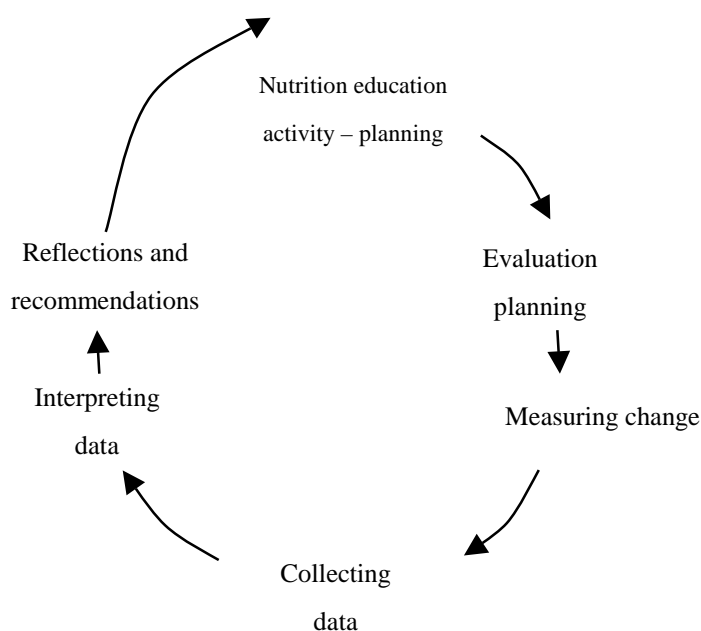 Nutrition education
activity – planning
Evaluation
planning
Measuring change
Collecting
data
Interpreting
data
Reflections and
recommendations